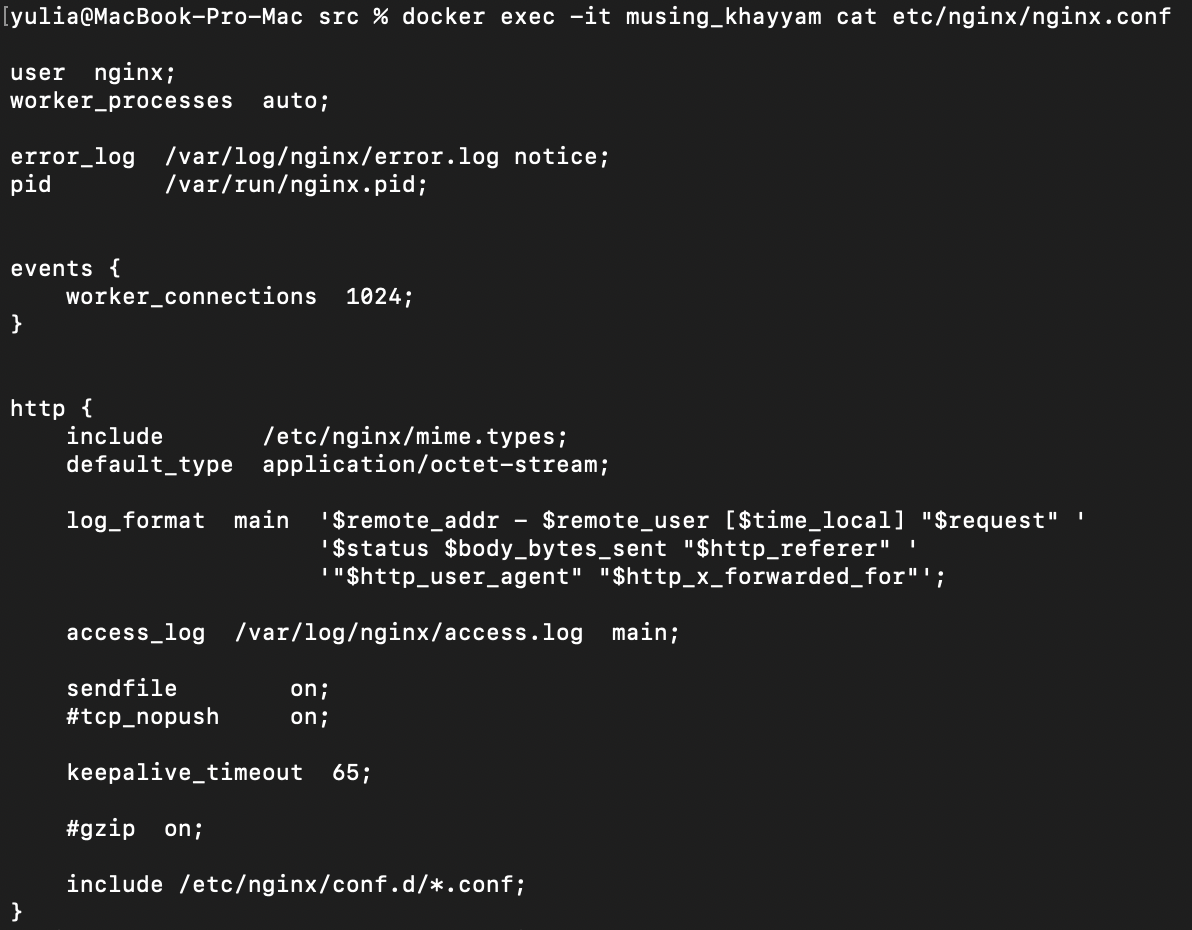 [yulia@MacBook-Pro-Mac src % docker exec -it musing_khayyam cat etc/nginx/nginx.conf

user  nginx;
worker_processes  auto;

error_log  /var/log/nginx/error.log notice;
pid        /var/run/nginx.pid;


events {
    worker_connections  1024;
}


http {
    include       /etc/nginx/mime.types;
    default_type  application/octet-stream;

    log_format  main  '$remote_addr - $remote_user [$time_local] "$request" '
                      '$status $body_bytes_sent "$http_referer" '
                      '"$http_user_agent" "$http_x_forwarded_for"';

    access_log  /var/log/nginx/access.log  main;

    sendfile        on;
    #tcp_nopush     on;

    keepalive_timeout  65;

    #gzip  on;

    include /etc/nginx/conf.d/*.conf;
}